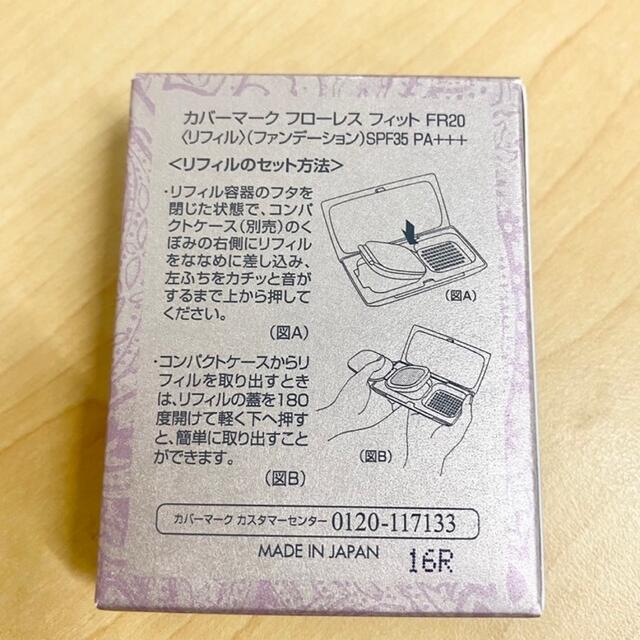 カバーマーク フローレス フィット FR20
〈リフィル〉(ファンデーション)SPF35 PA+++
<リフィルのセット方法>
・リフィル容器のフタを
閉じた状態で、コンパ
クトケース(別売)のく
ぼみの右側にリフィル
をななめに差し込み、
左ふちをカチッと音が
するまで上から押して
ください。
(図A)
(図A)
・コンパクトケースからリ
フィルを取り出すとき
は、リフィルの蓋を180
度開けて軽く下へ押す
と、簡単に取り出すこと
ができます。
(図B)
(図B)
カバーマーク カスタマーセンター 0120-117133
MADE IN JAPAN
16R